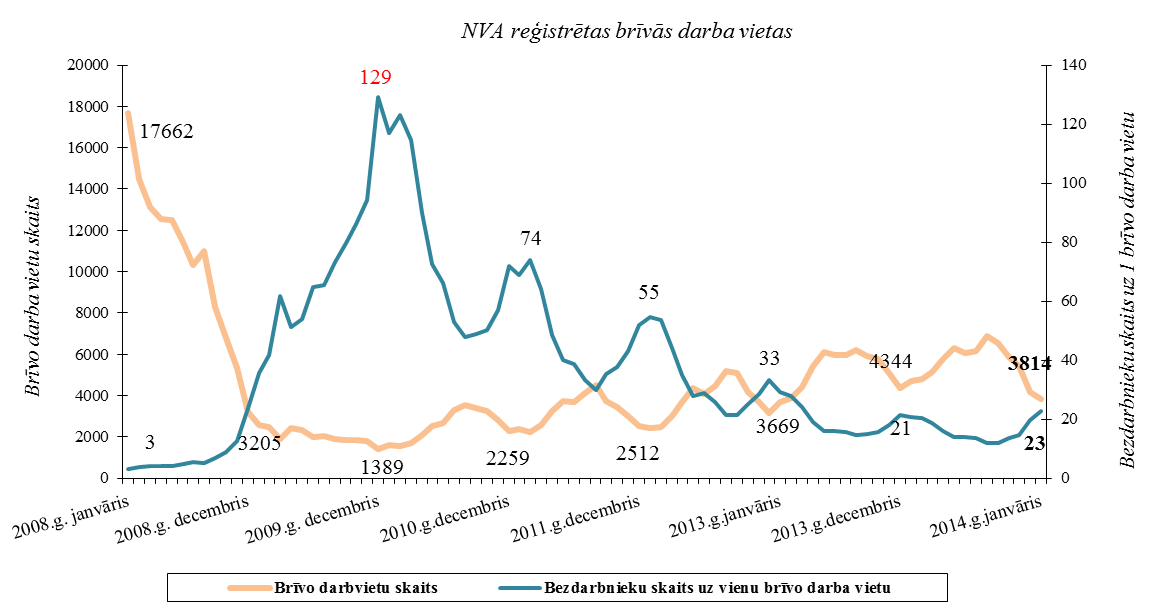 NVA reģistrētas brīvās darba vietas
Brīvo darba vietu skaits
Bezdarbnieku skaits uz 1 brīvo darba vietu
20000
18000
16000
14000
12000
10000
8000
6000
4000
2000
0
140
120
100
80
60
40
20
0
129
17662
74
55
33
4344
3814
3
3205
1389
2259
2512
3669
21
23
2008.g. janvāris
2008.g. decembris
2009.g. decembris
2010.g.decembris
2011.g.decembris
2013.g.janvāris
2013.g.decembris
2014.g.janvāris
Brīvo darbvietu skaits
Bezdarbnieku skaits uz vienu brīvo darba vietu